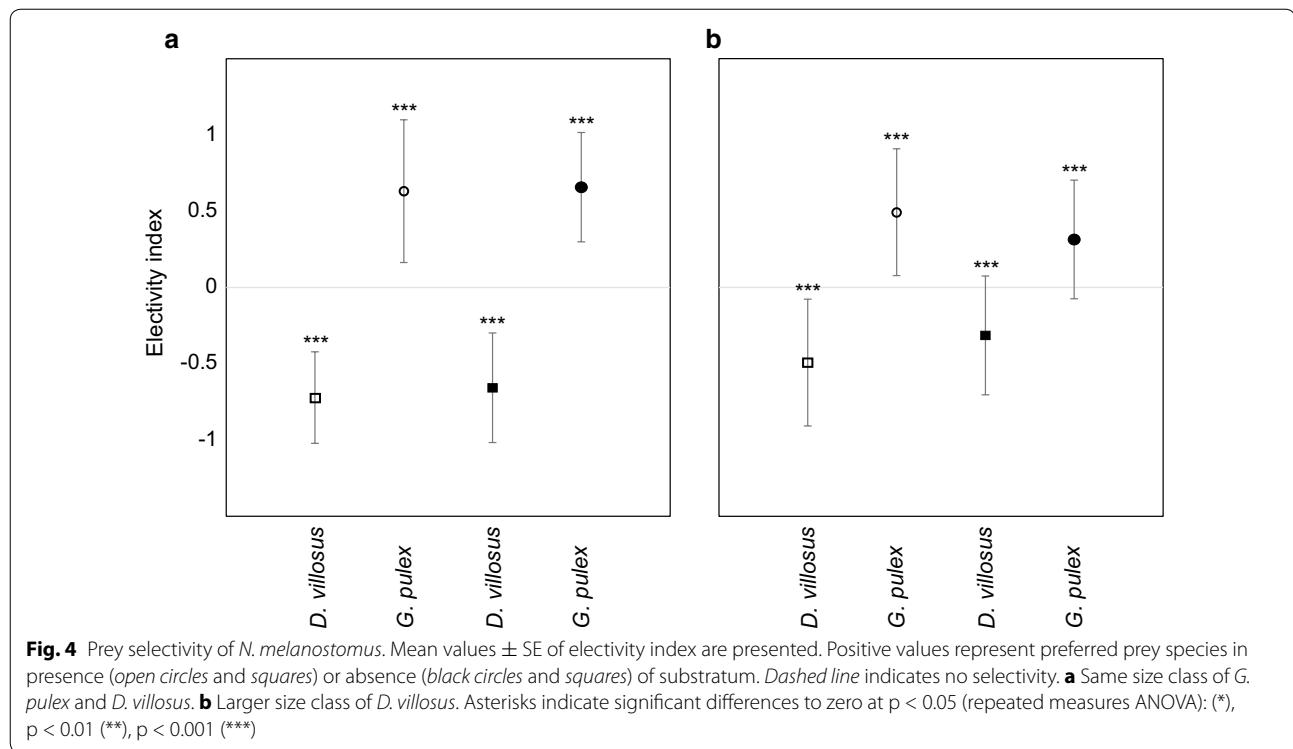 a
b
Electivity index
1
0.5
0
-0.5
-1
***
***
***
***
***
***
***
***
D. villosus
G. pulex
D. villosus
G. pulex
D. villosus
G. pulex
D. villosus
G. pulex
Fig. 4 Prey selectivity of N. melanostomus. Mean values ± SE of electivity index are presented. Positive values represent preferred prey species in
presence (open circles and squares) or absence (black circles and squares) of substratum. Dashed line indicates no selectivity. a Same size class of G.
pulex and D. villosus. b Larger size class of D. villosus. Asterisks indicate significant differences to zero at p < 0.05 (repeated measures ANOVA): (*),
p < 0.01 (**), p < 0.001 (***)